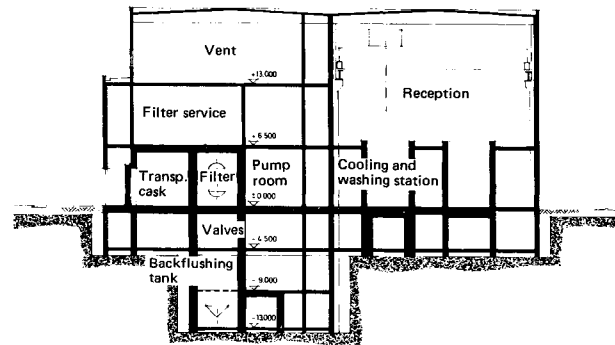 Vent
+13.000
Reception
Filter service
+ 6 500
Transp.
cask
Filter
Pump
room
Cooling and
washing station
±0.000
Valves
- 4 500
Backflushing
tank
- 9.000
-13.000